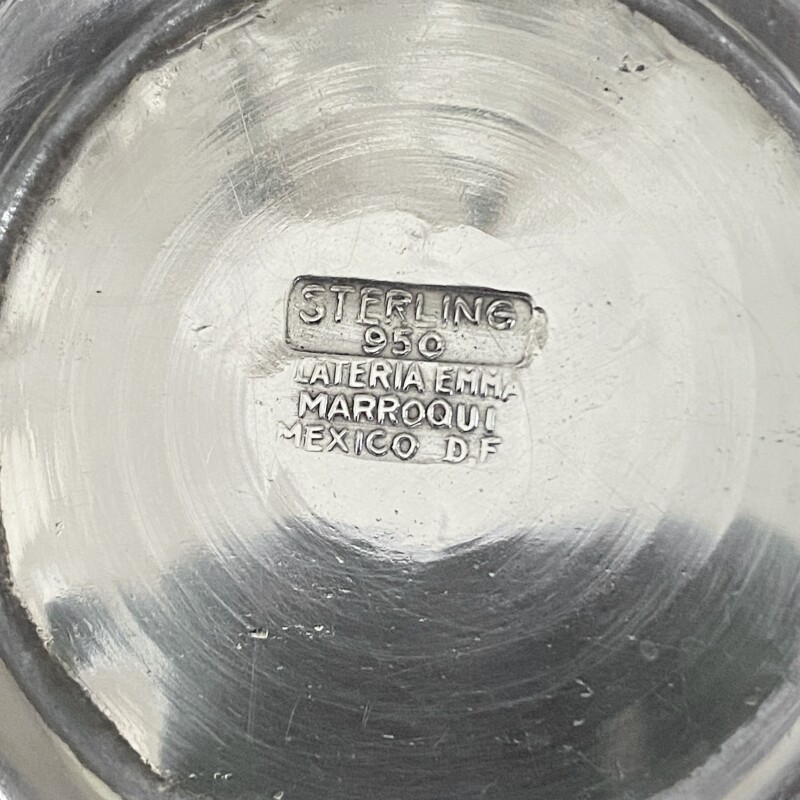 STERLING
950
LATERIA EMMA
MARROQUI
MEXICO D F